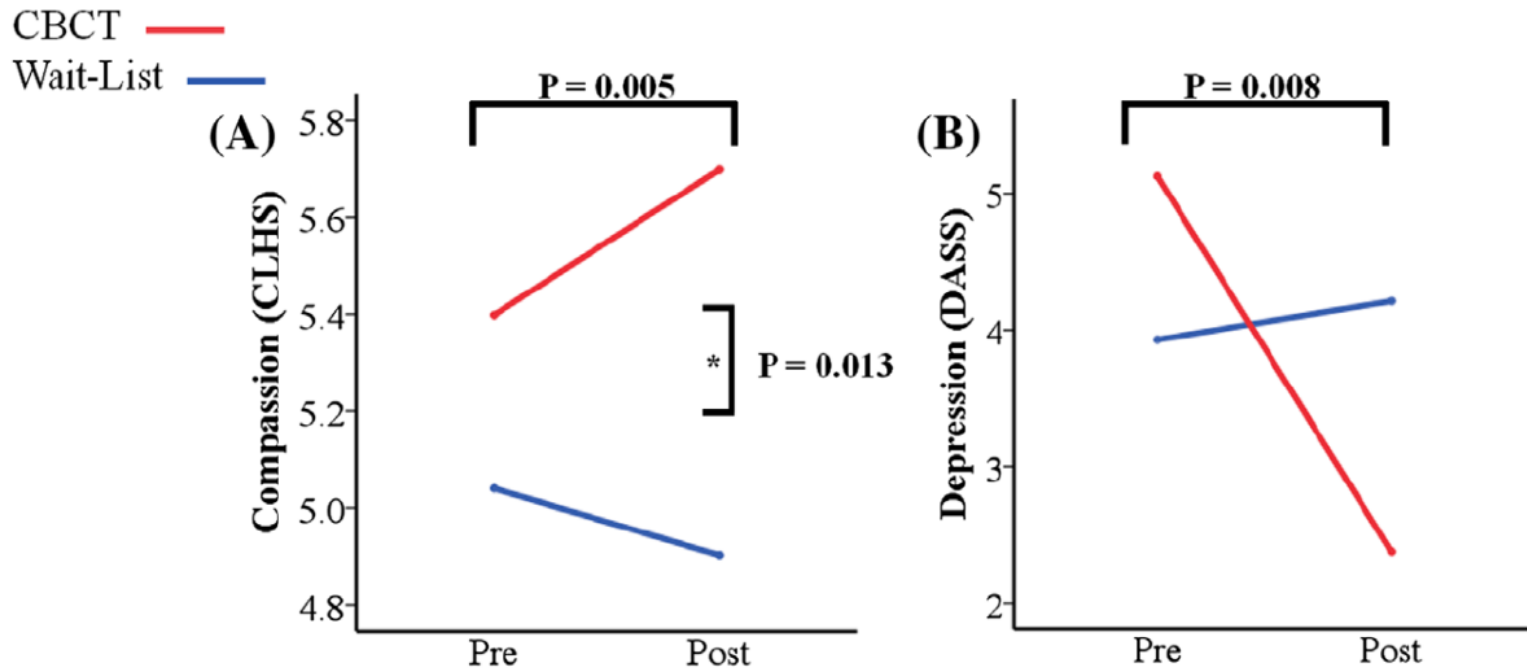 CBCT
Wait-List
(A)
P = 0.005
Compassion (CLHS)
5.8
5.6
5.4
5.2
5.0
4.8
*
P = 0.013
Pre Post
(B)
P = 0.008
Depression (DASS)
5
4
3
2
Pre Post